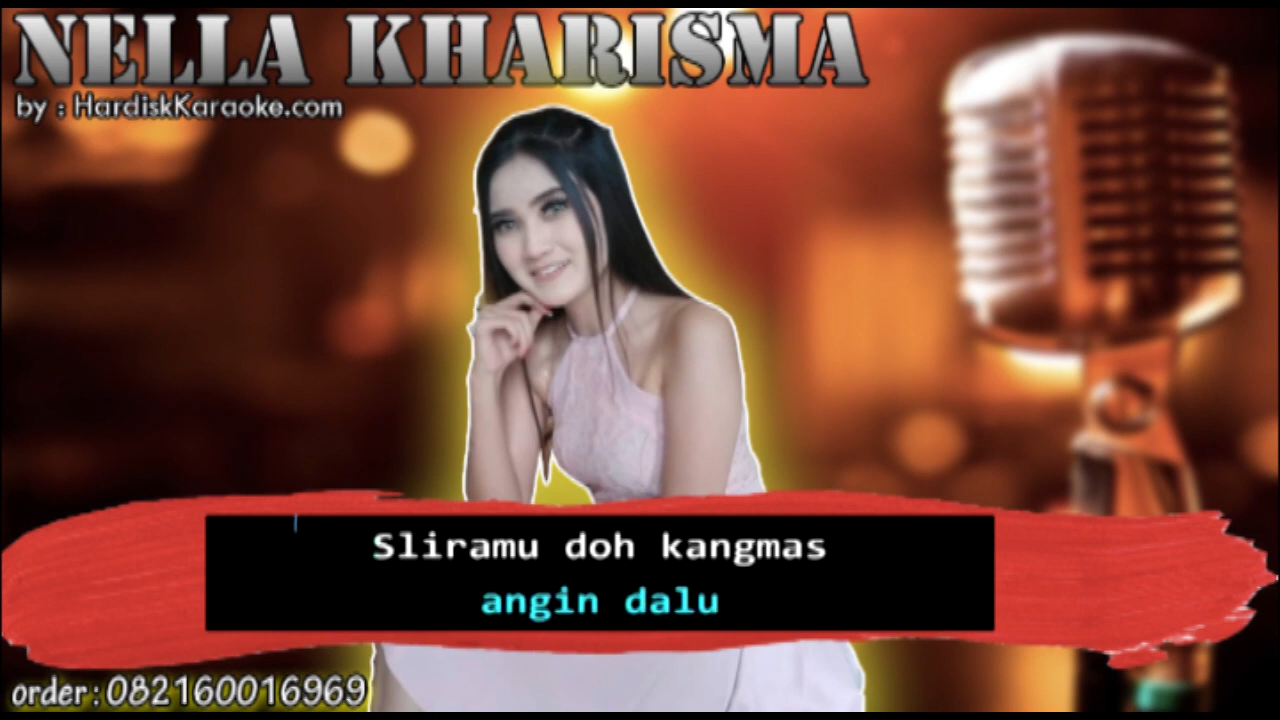 NELLA KHARISMA
by : HardiskKaraoke.com
Sliramu doh kangmas
angin dalu
order : 082160016969